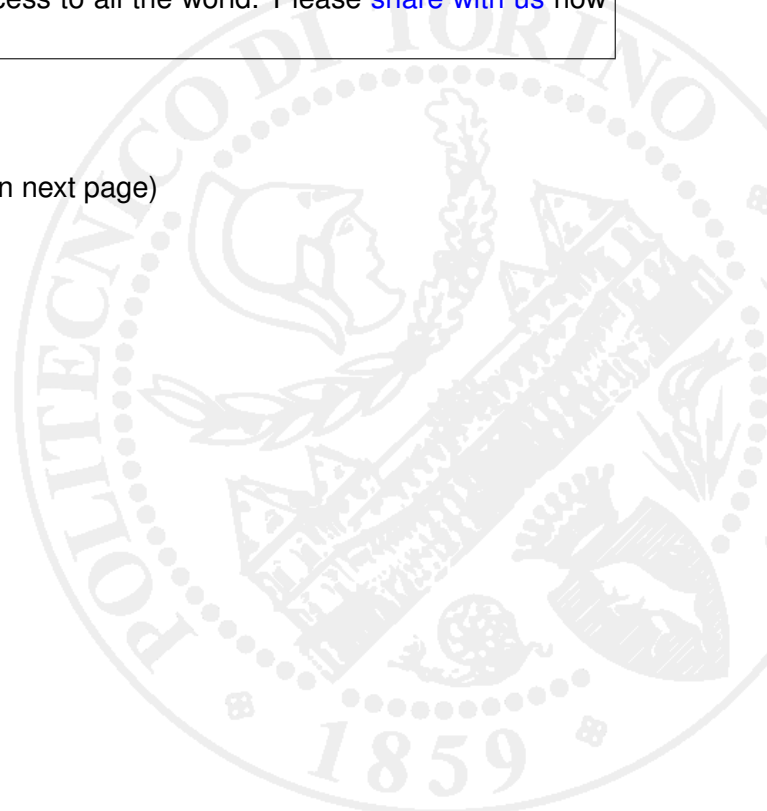 cess to all the world. Please share with us how
n next page)
POLITECNICO DI TORINO
1859